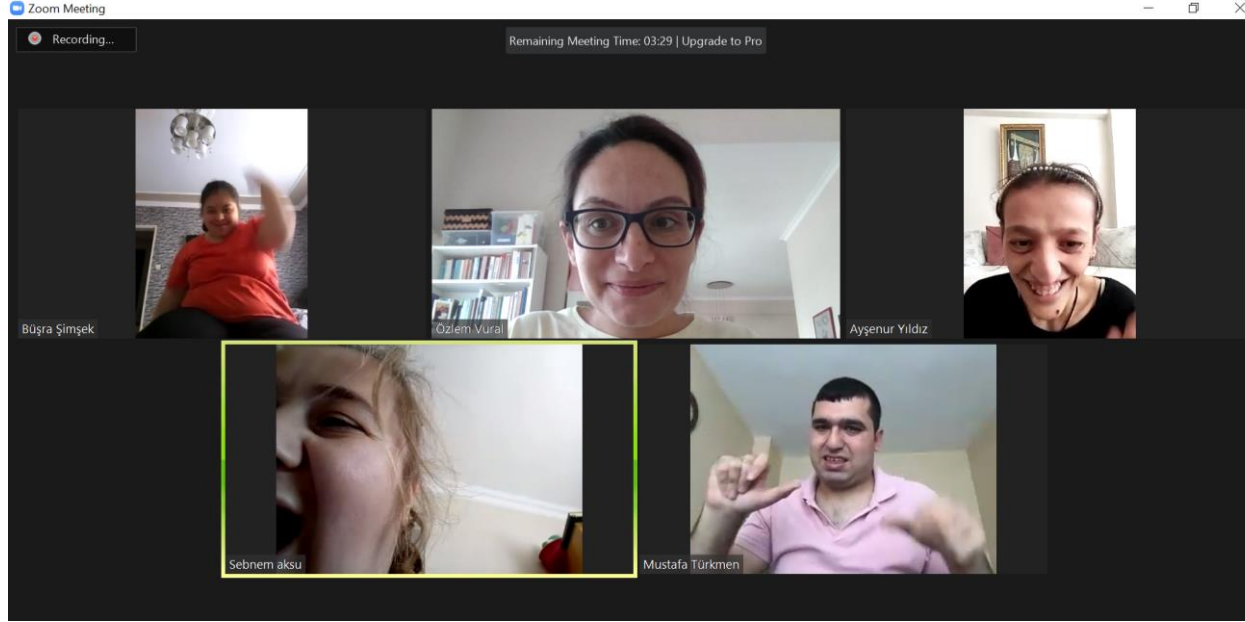 Zoom Meeting
Recording...
Remaining Meeting Time: 03:29 | Upgrade to Pro
Büşra Şimşek
Özlem Vural
Ayşenur Yıldız
Sebnem aksu
Mustafa Türkmen